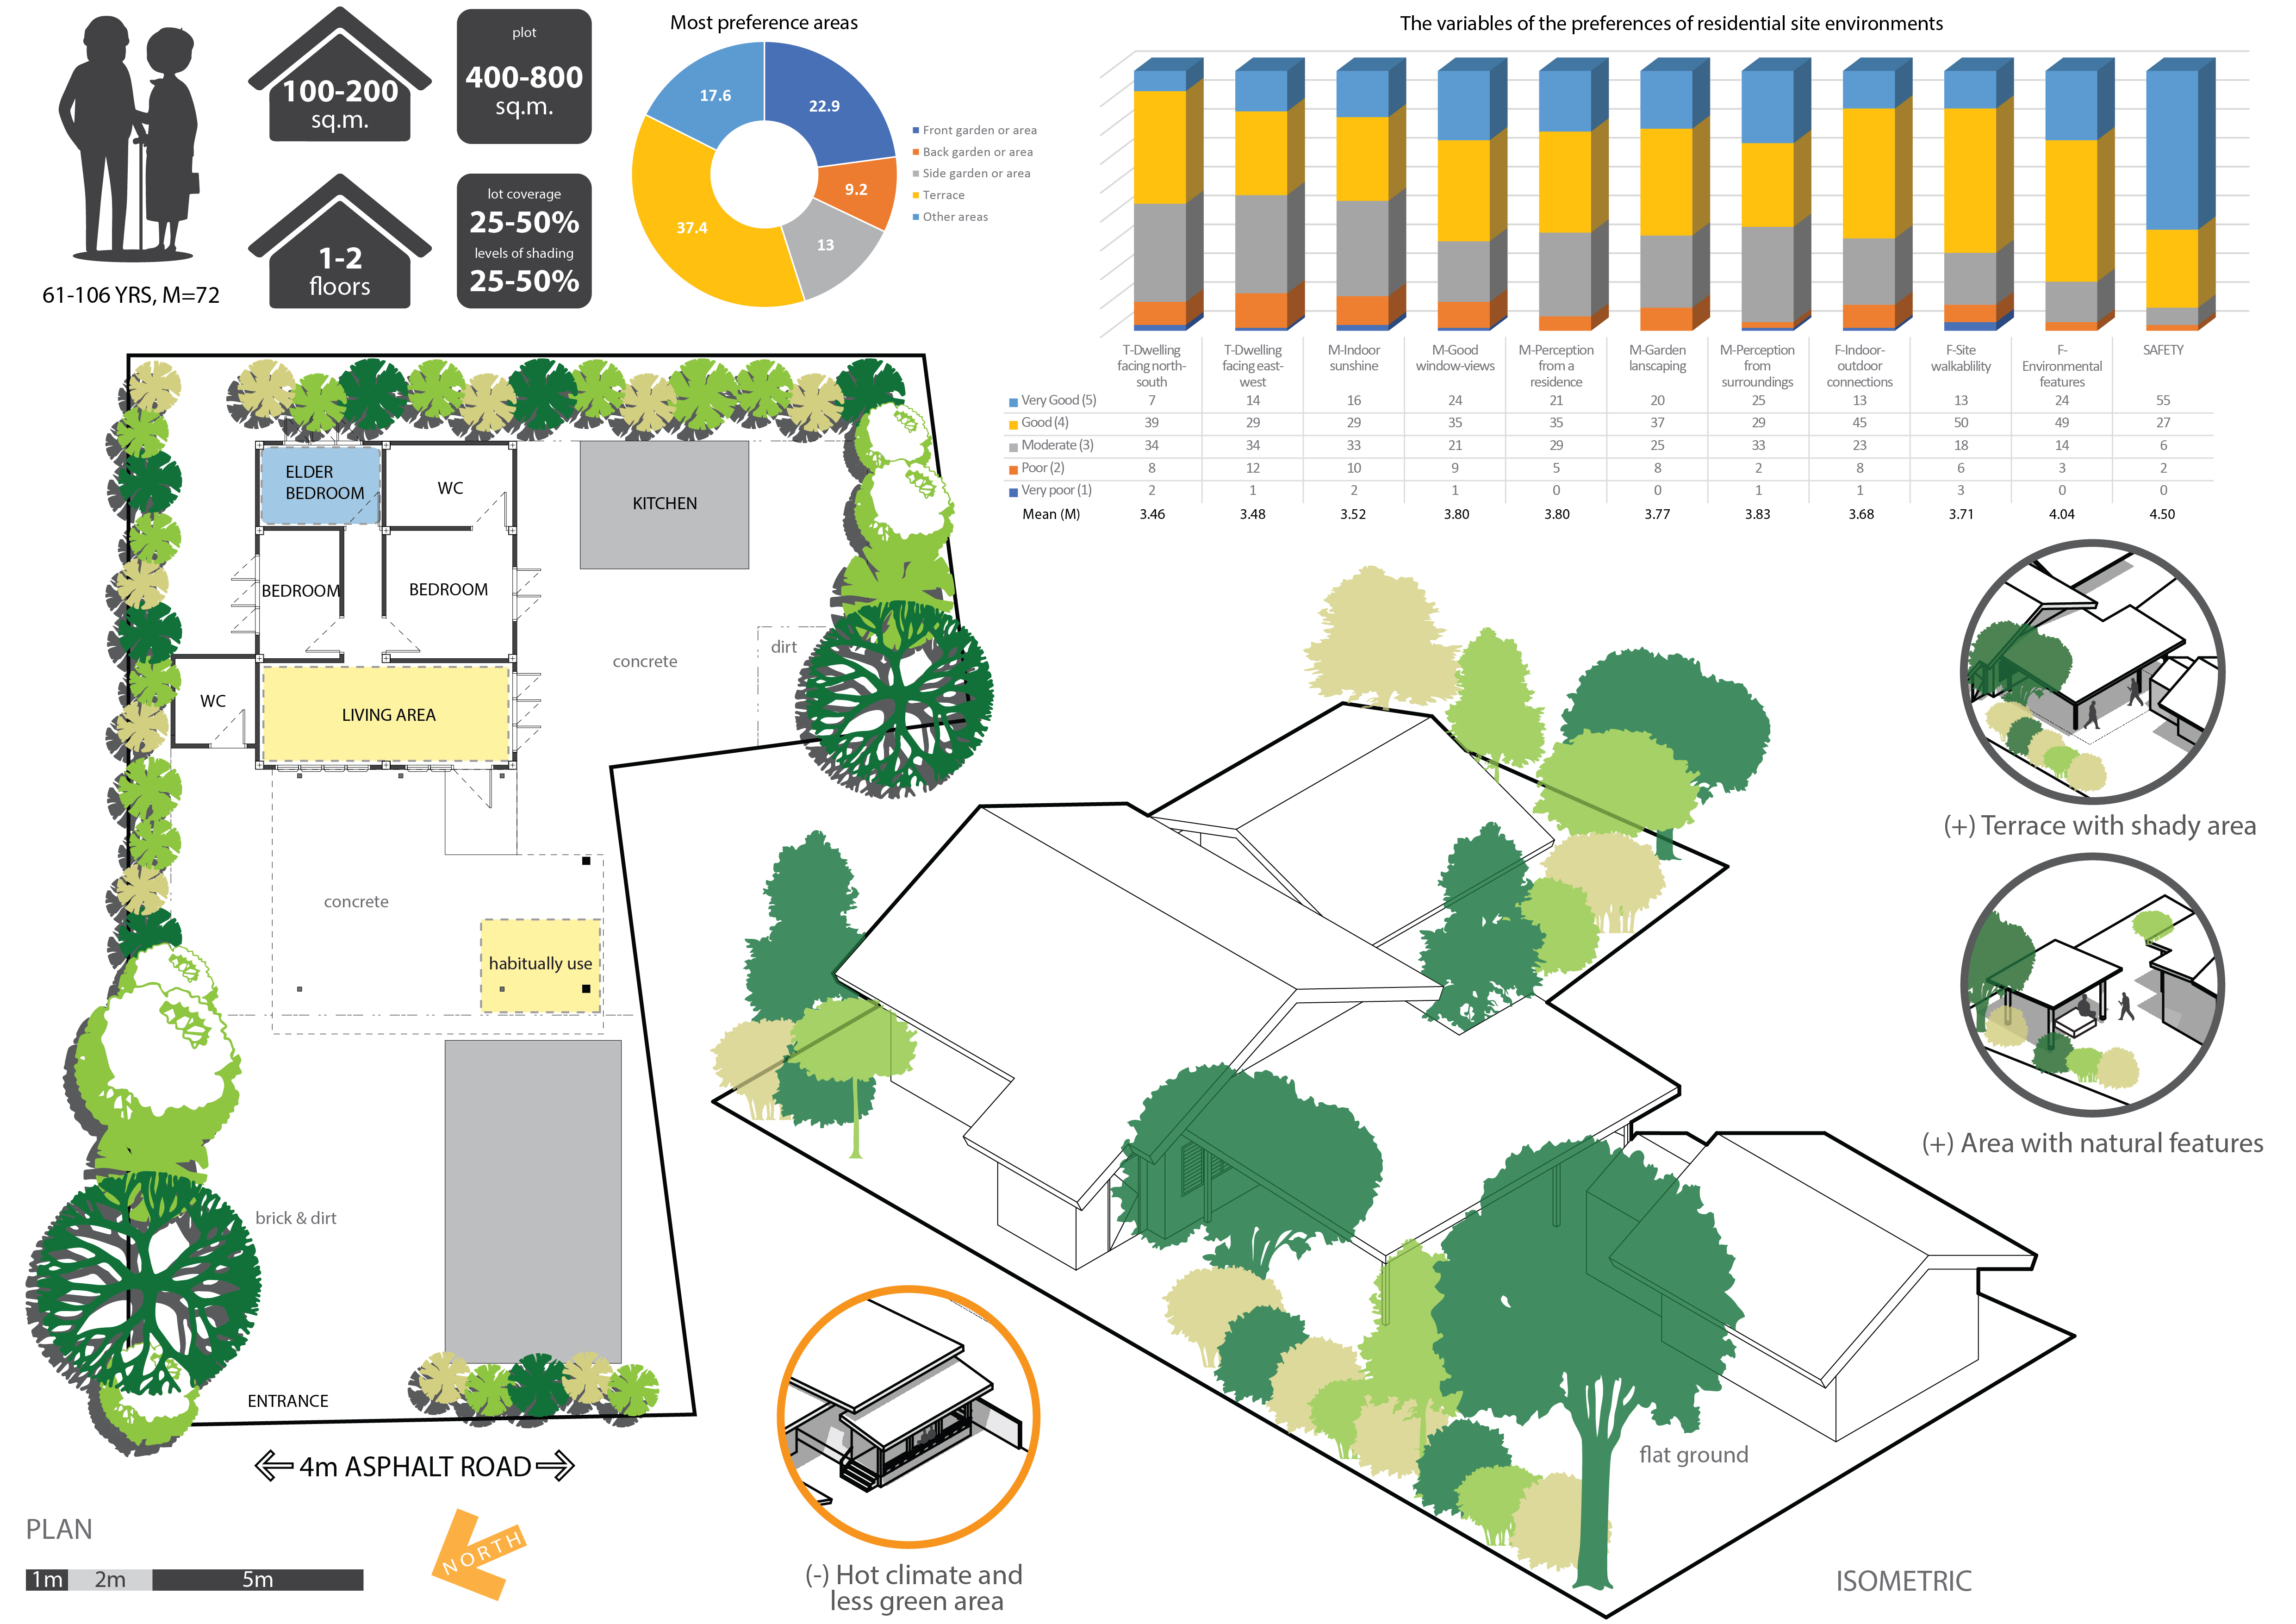 100-200
sq.m.
plot
400-800
sq.m.
1-2
floors
lot coverage
25-50%
levels of shading
25-50%
61-106 YRS, M=72
Most preference areas
17.6
22.9
9.2
13
37.4
Front garden or area
Back garden or area
Side garden or area
Terrace
Other areas
The variables of the preferences of residential site environments
T-Dwelling facing north-south
T-Dwelling facing east-west
M-Indoor sunshine
M-Good window-views
M-Perception from a residence
M-Garden lanscaping
M-Perception from surroundings
F-Indoor-outdoor connections
F-Site walkablility
F-Environmental features
SAFETY
Very Good (5) 7 14 16 24 21 20 25 13 13 24 55
Good (4) 39 29 29 35 35 37 29 45 50 49 27
Moderate (3) 34 34 33 21 29 25 33 23 18 14 6
Poor (2) 8 12 10 9 5 8 2 8 6 3 2
Very poor (1) 2 1 2 1 0 0 1 1 3 0 0
Mean (M) 3.46 3.48 3.52 3.80 3.80 3.77 3.83 3.68 3.71 4.04 4.50
ELDER
BEDROOM
WC
KITCHEN
BEDROOM
BEDROOM
concrete
dirt
WC
LIVING AREA
concrete
habitually use
brick & dirt
ENTRANCE
4m ASPHALT ROAD
PLAN
NORTH
1m 2m 5m
(+) Terrace with shady area
(+) Area with natural features
(-) Hot climate and
less green area
flat ground
ISOMETRIC